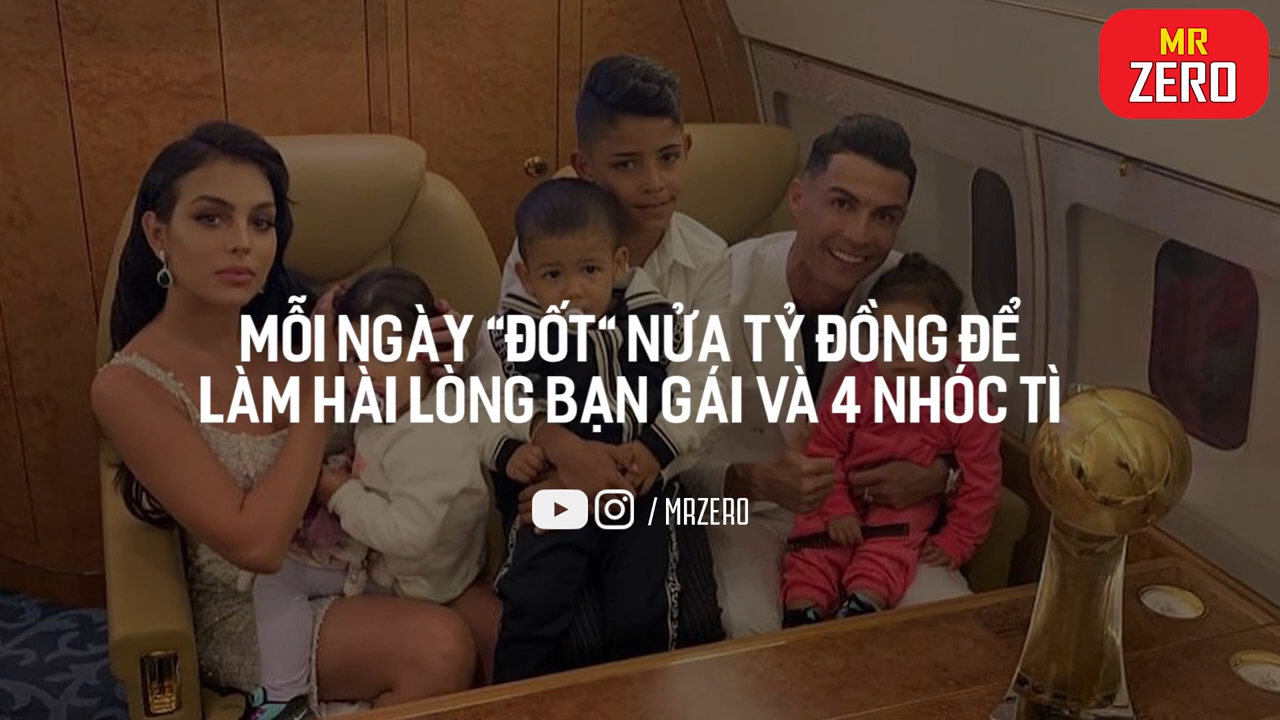 MR
ZERO
MỖI NGÀY “ĐỐT“ NỬA TỶ ĐỒNG ĐỂ
LÀM HÀI LÒNG BẠN GÁI VÀ 4 NHÓC TÌ
/ MRZERO